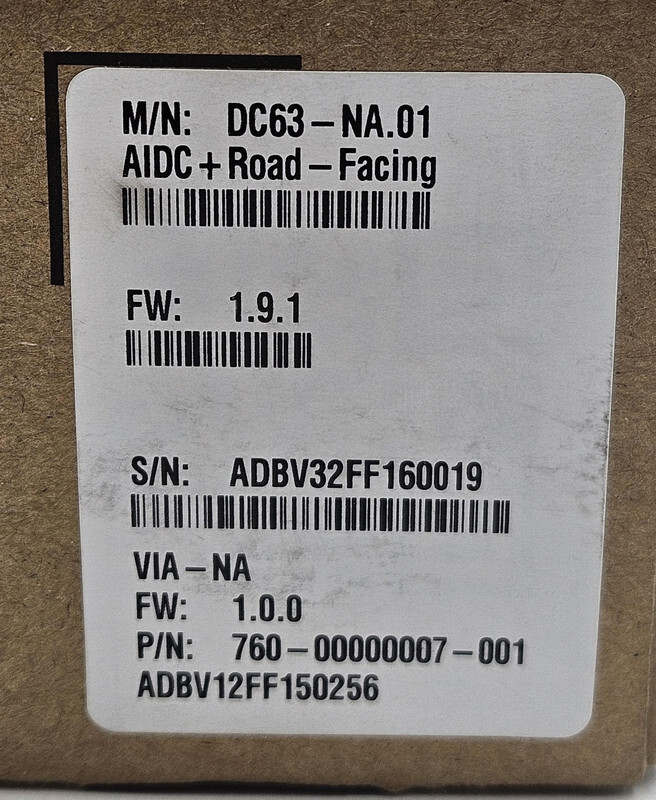 M/N: DC63-NA.01
AIDC+Road-Facing
FW: 1.9.1
S/N: ADBV32FF160019
VIA-NA
FW: 1.0.0
P/N: 760-00000007-001
ADBV12FF150256